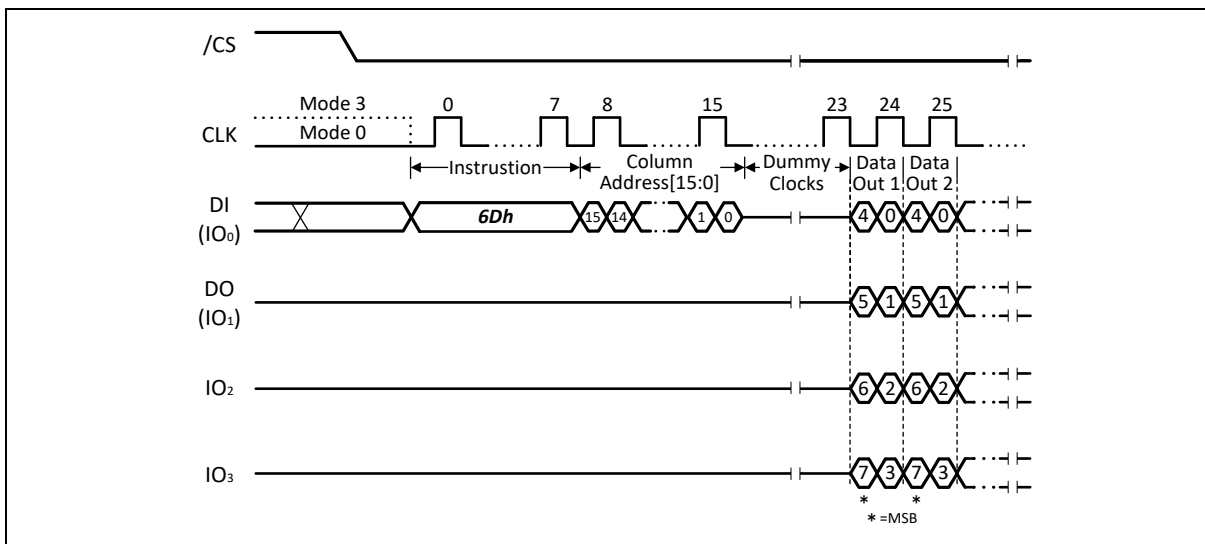 /CS
Mode 3 0 7 8 15 23 24 25
CLK Mode 0
Instrustion Column Dummy Data Data
Address[15:0] Clocks Out 1 Out 2
DI 6Dh 15 14 1 0 4 0 4 0
(IO0)
DO 5 1 5 1
(IO1)
IO2 6 2 6 2
IO3 7 3 7 3
* *
* =MSB